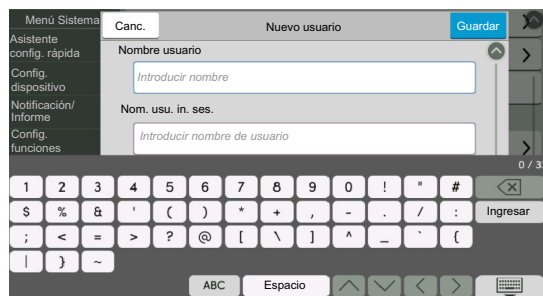 Menú Sistema
Canc.
Nuevo usuario
Guardar
Asistente
config. rápida
Nombre usuario
Introducir nombre
Config.
dispositivo
Notificación/
Informe
Nom. usu. in. ses.
Introducir nombre de usuario
Config.
funciones
0 / 3
1 2 3 4 5 6 7 8 9 0 ! " #
$ % & ' ( ) * + , - . / : Ingresar
; < = > ? @ [ \ ] ^ _ ` {
| } ~
ABC Espacio